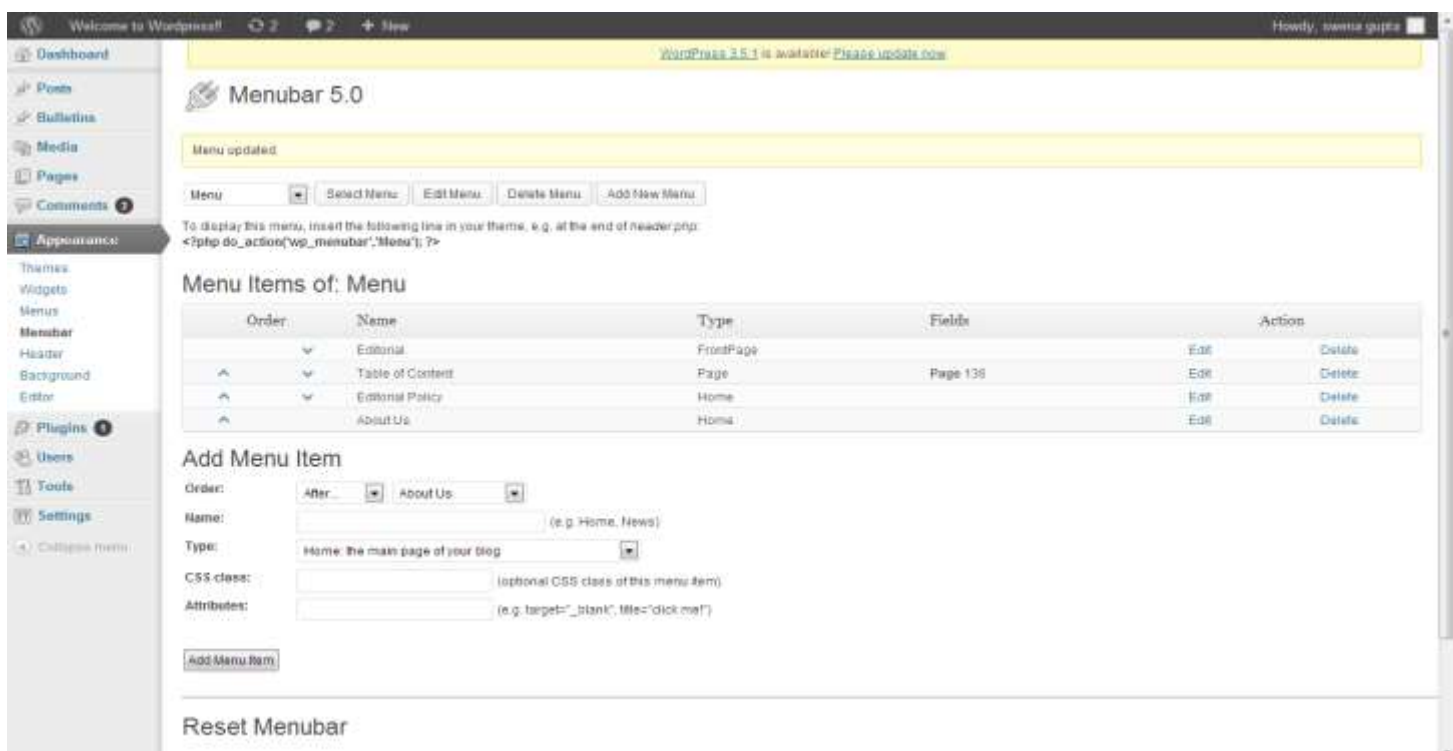 Welcome to Wordpress!! 2 2 + New Howdy, swena gupta
WordPress 3.5.1 is available! Please update now.
Dashboard
Posts
Bulletins
Media
Pages
Comments 2
Appearance
Themes
Widgets
Menus
Menubar
Header
Background
Editor
Plugins
Users
Tools
Settings
Collapse menu
Menubar 5.0
Menu updated.
Menu Select Menu Edit Menu Delete Menu Add New Menu
To display this menu, insert the following line in your theme, e.g. at the end of header.php:
<?php do_action('wp_menubar','Menu'); ?>
Menu Items of: Menu
Order Name Type Fields Action
Editorial FrontPage Edit Delete
Table of Content Page Page Edit Delete
Editorial Policy Home Edit Delete
About Us Home Edit Delete
Add Menu Item
Order: After... About Us
Name: (e.g. Home, News)
Type: Home: the main page of your blog
CSS class: (optional CSS class of this menu item)
Attributes: (e.g. target="_blank", title="click me!")
Add Menu Item
Reset Menubar